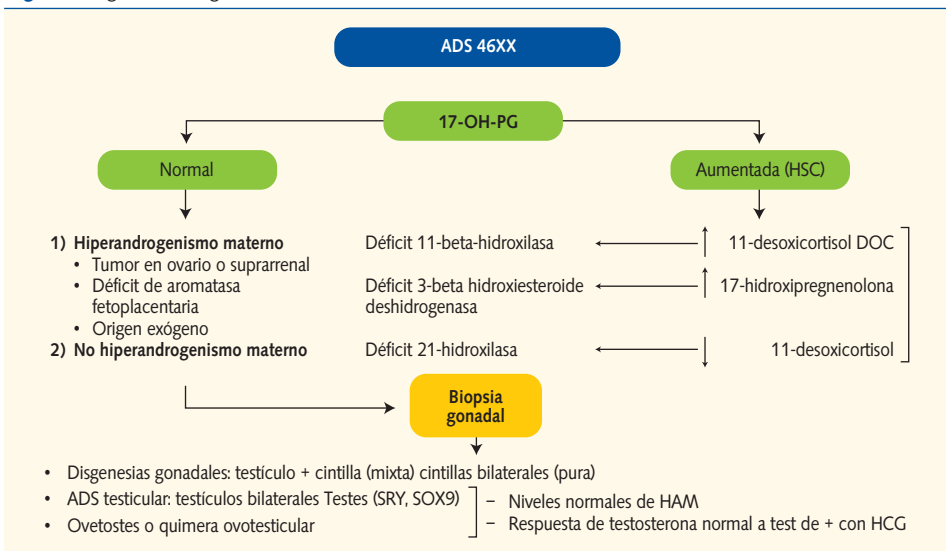 ADS 46XX
17-OH-PG
Normal
Aumentada (HSC)
1) Hiperandrogenismo materno
• Tumor en ovario o suprarrenal
• Déficit de aromatasa
fetoplacentaria
• Origen exógeno
2) No hiperandrogenismo materno
Déficit 11-beta-hidroxilasa
11-desoxicortisol DOC
Déficit 3-beta hidroxiesteroide
deshidrogenasa
17-hidroxipregnenolona
Déficit 21-hidroxilasa
11-desoxicortisol
Biopsia
gonadal
• Disgenesias gonadales: testículo + cintilla (mixta) cintillas bilaterales (pura)
• ADS testicular: testículos bilaterales Testes (SRY, SOX9)
• Ovetostes o quimera ovotesticular
– Niveles normales de HAM
– Respuesta de testosterona normal a test de + con HCG